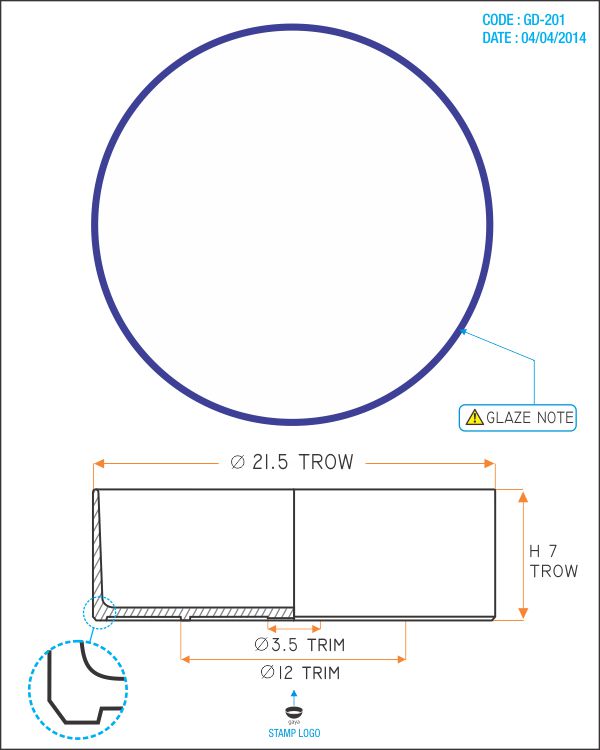 CODE : GD-201
DATE : 04/04/2014
GLAZE NOTE
Ø 21.5 TROW
H 7
TROW
Ø3.5 TRIM
Ø12 TRIM
gaya
STAMP LOGO